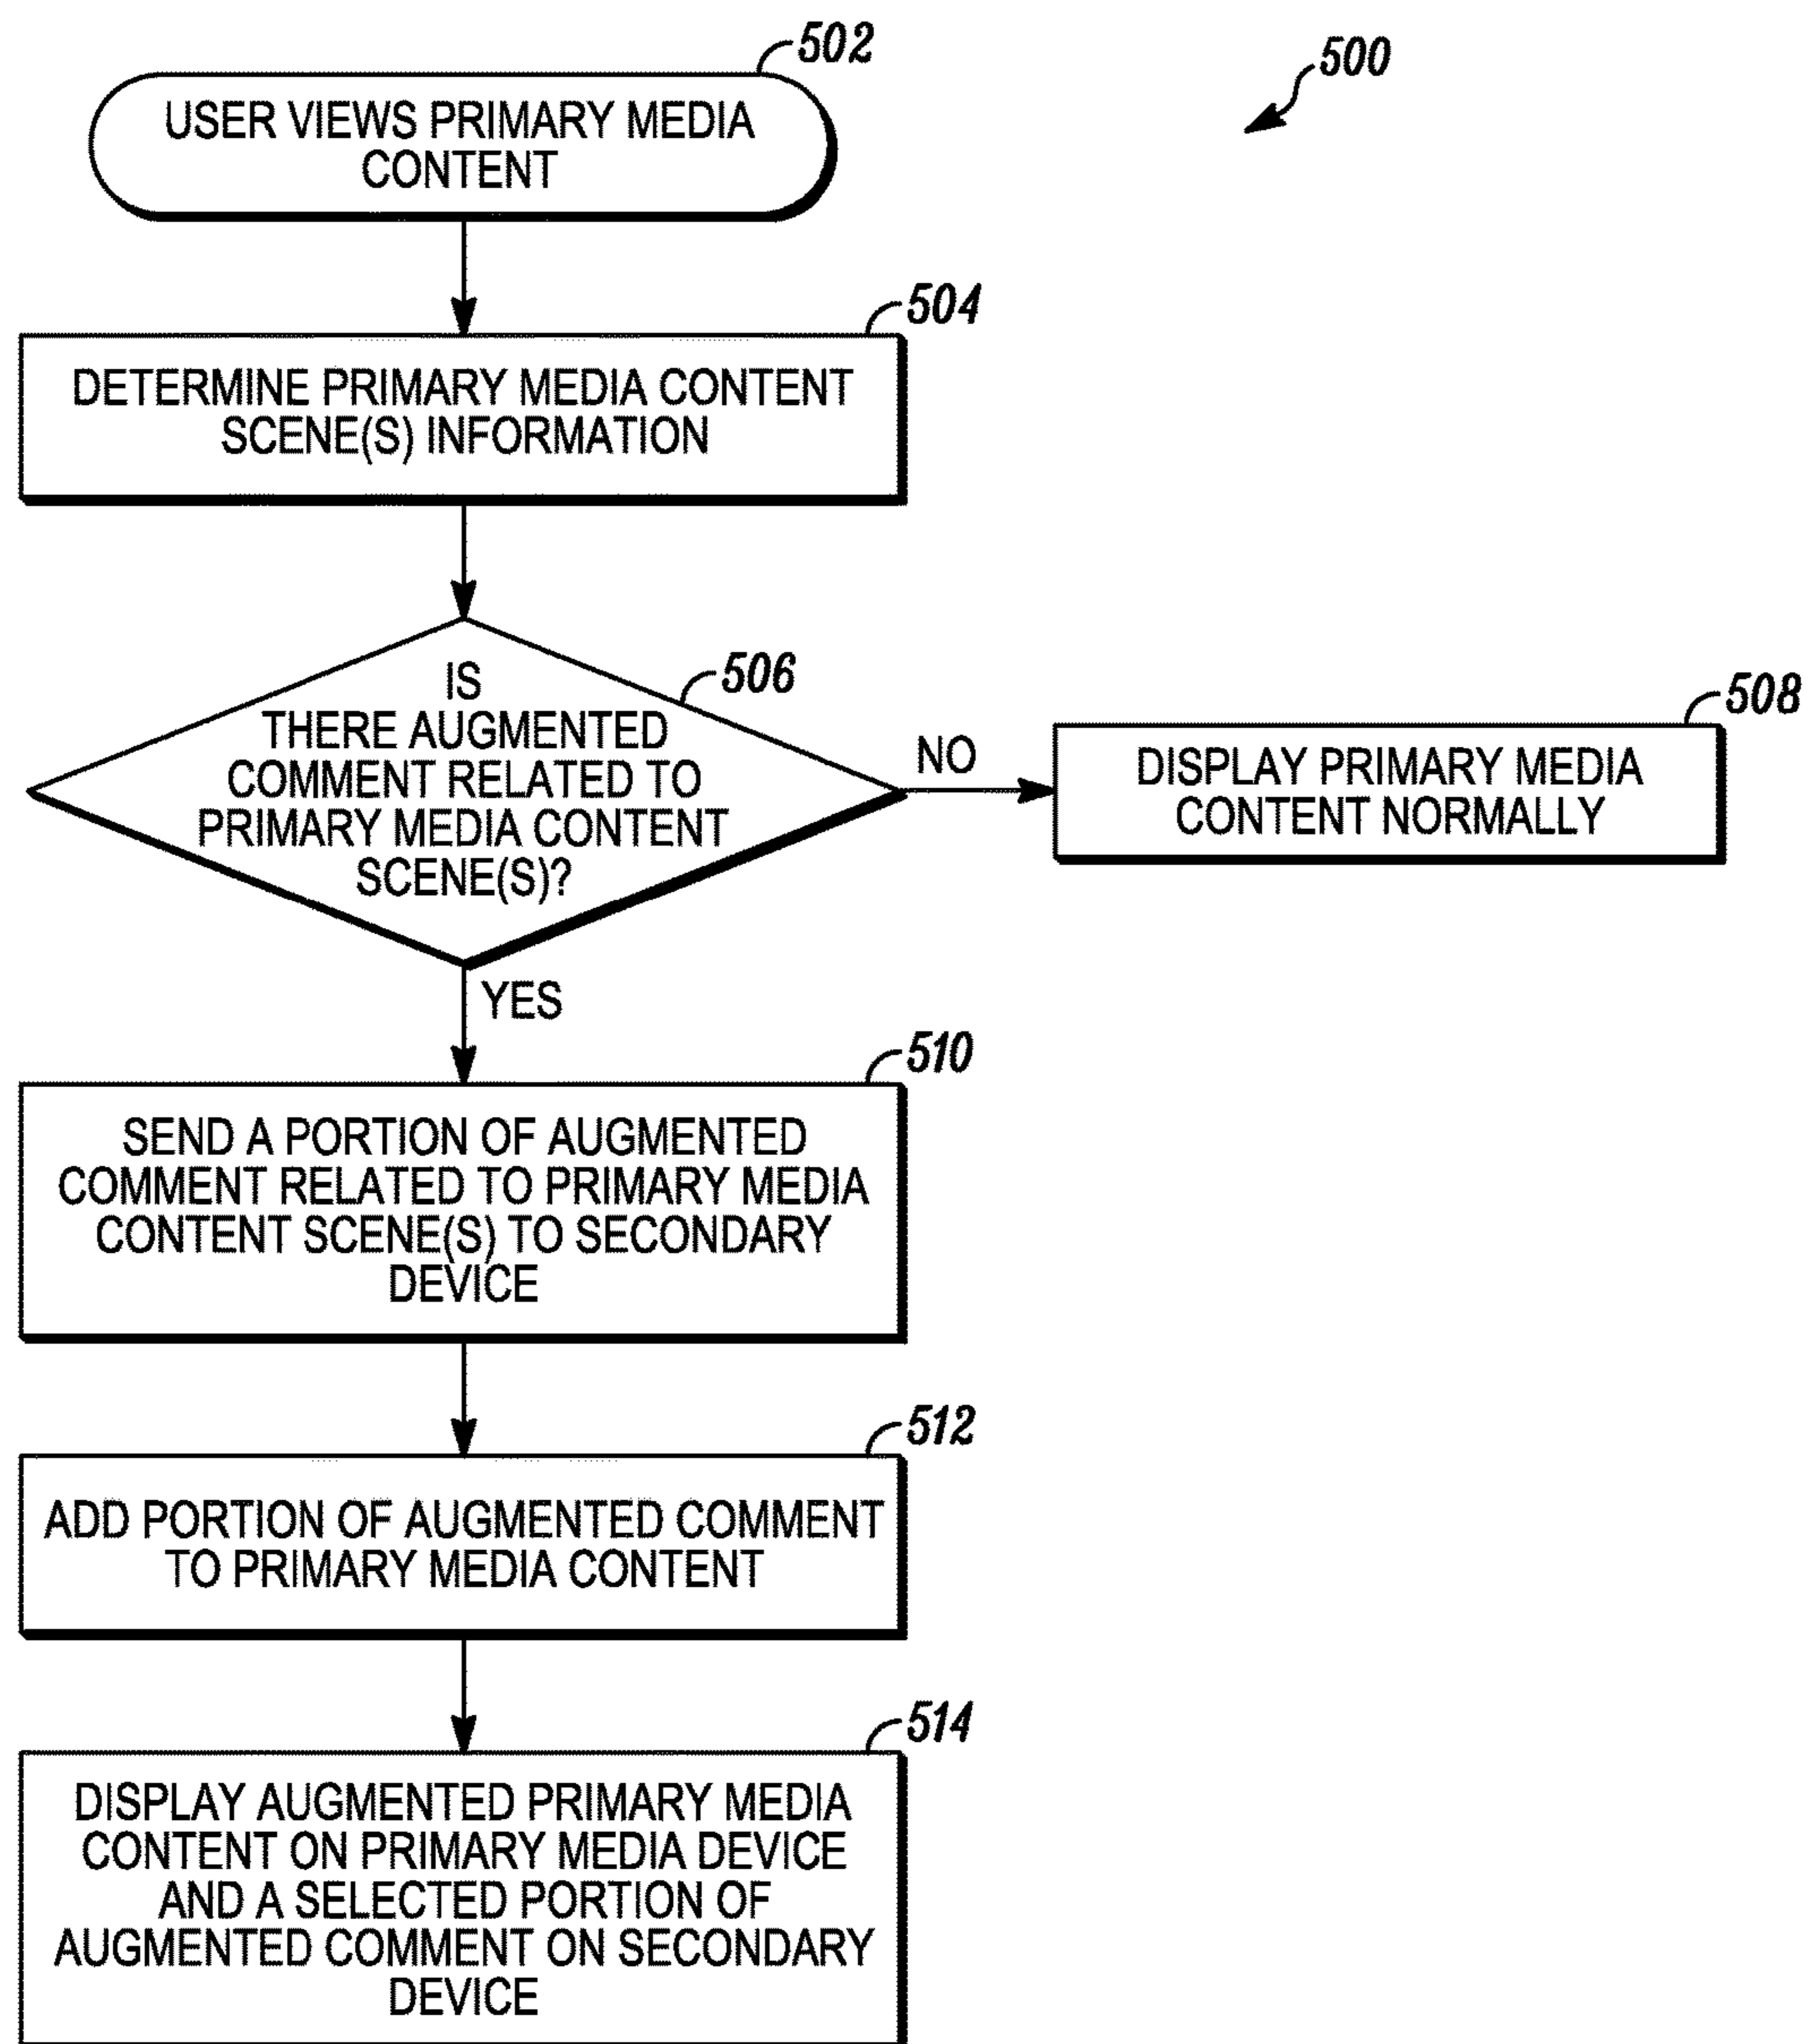 502
500
USER VIEWS PRIMARY MEDIA
CONTENT
504
DETERMINE PRIMARY MEDIA CONTENT
SCENE(S) INFORMATION
506
IS
THERE AUGMENTED
COMMENT RELATED TO
PRIMARY MEDIA CONTENT
SCENE(S)?
NO
508
DISPLAY PRIMARY MEDIA
CONTENT NORMALLY
YES
510
SEND A PORTION OF AUGMENTED
COMMENT RELATED TO PRIMARY MEDIA
CONTENT SCENE(S) TO SECONDARY
DEVICE
512
ADD PORTION OF AUGMENTED COMMENT
TO PRIMARY MEDIA CONTENT
514
DISPLAY AUGMENTED PRIMARY MEDIA
CONTENT ON PRIMARY MEDIA DEVICE
AND A SELECTED PORTION OF
AUGMENTED COMMENT ON SECONDARY
DEVICE